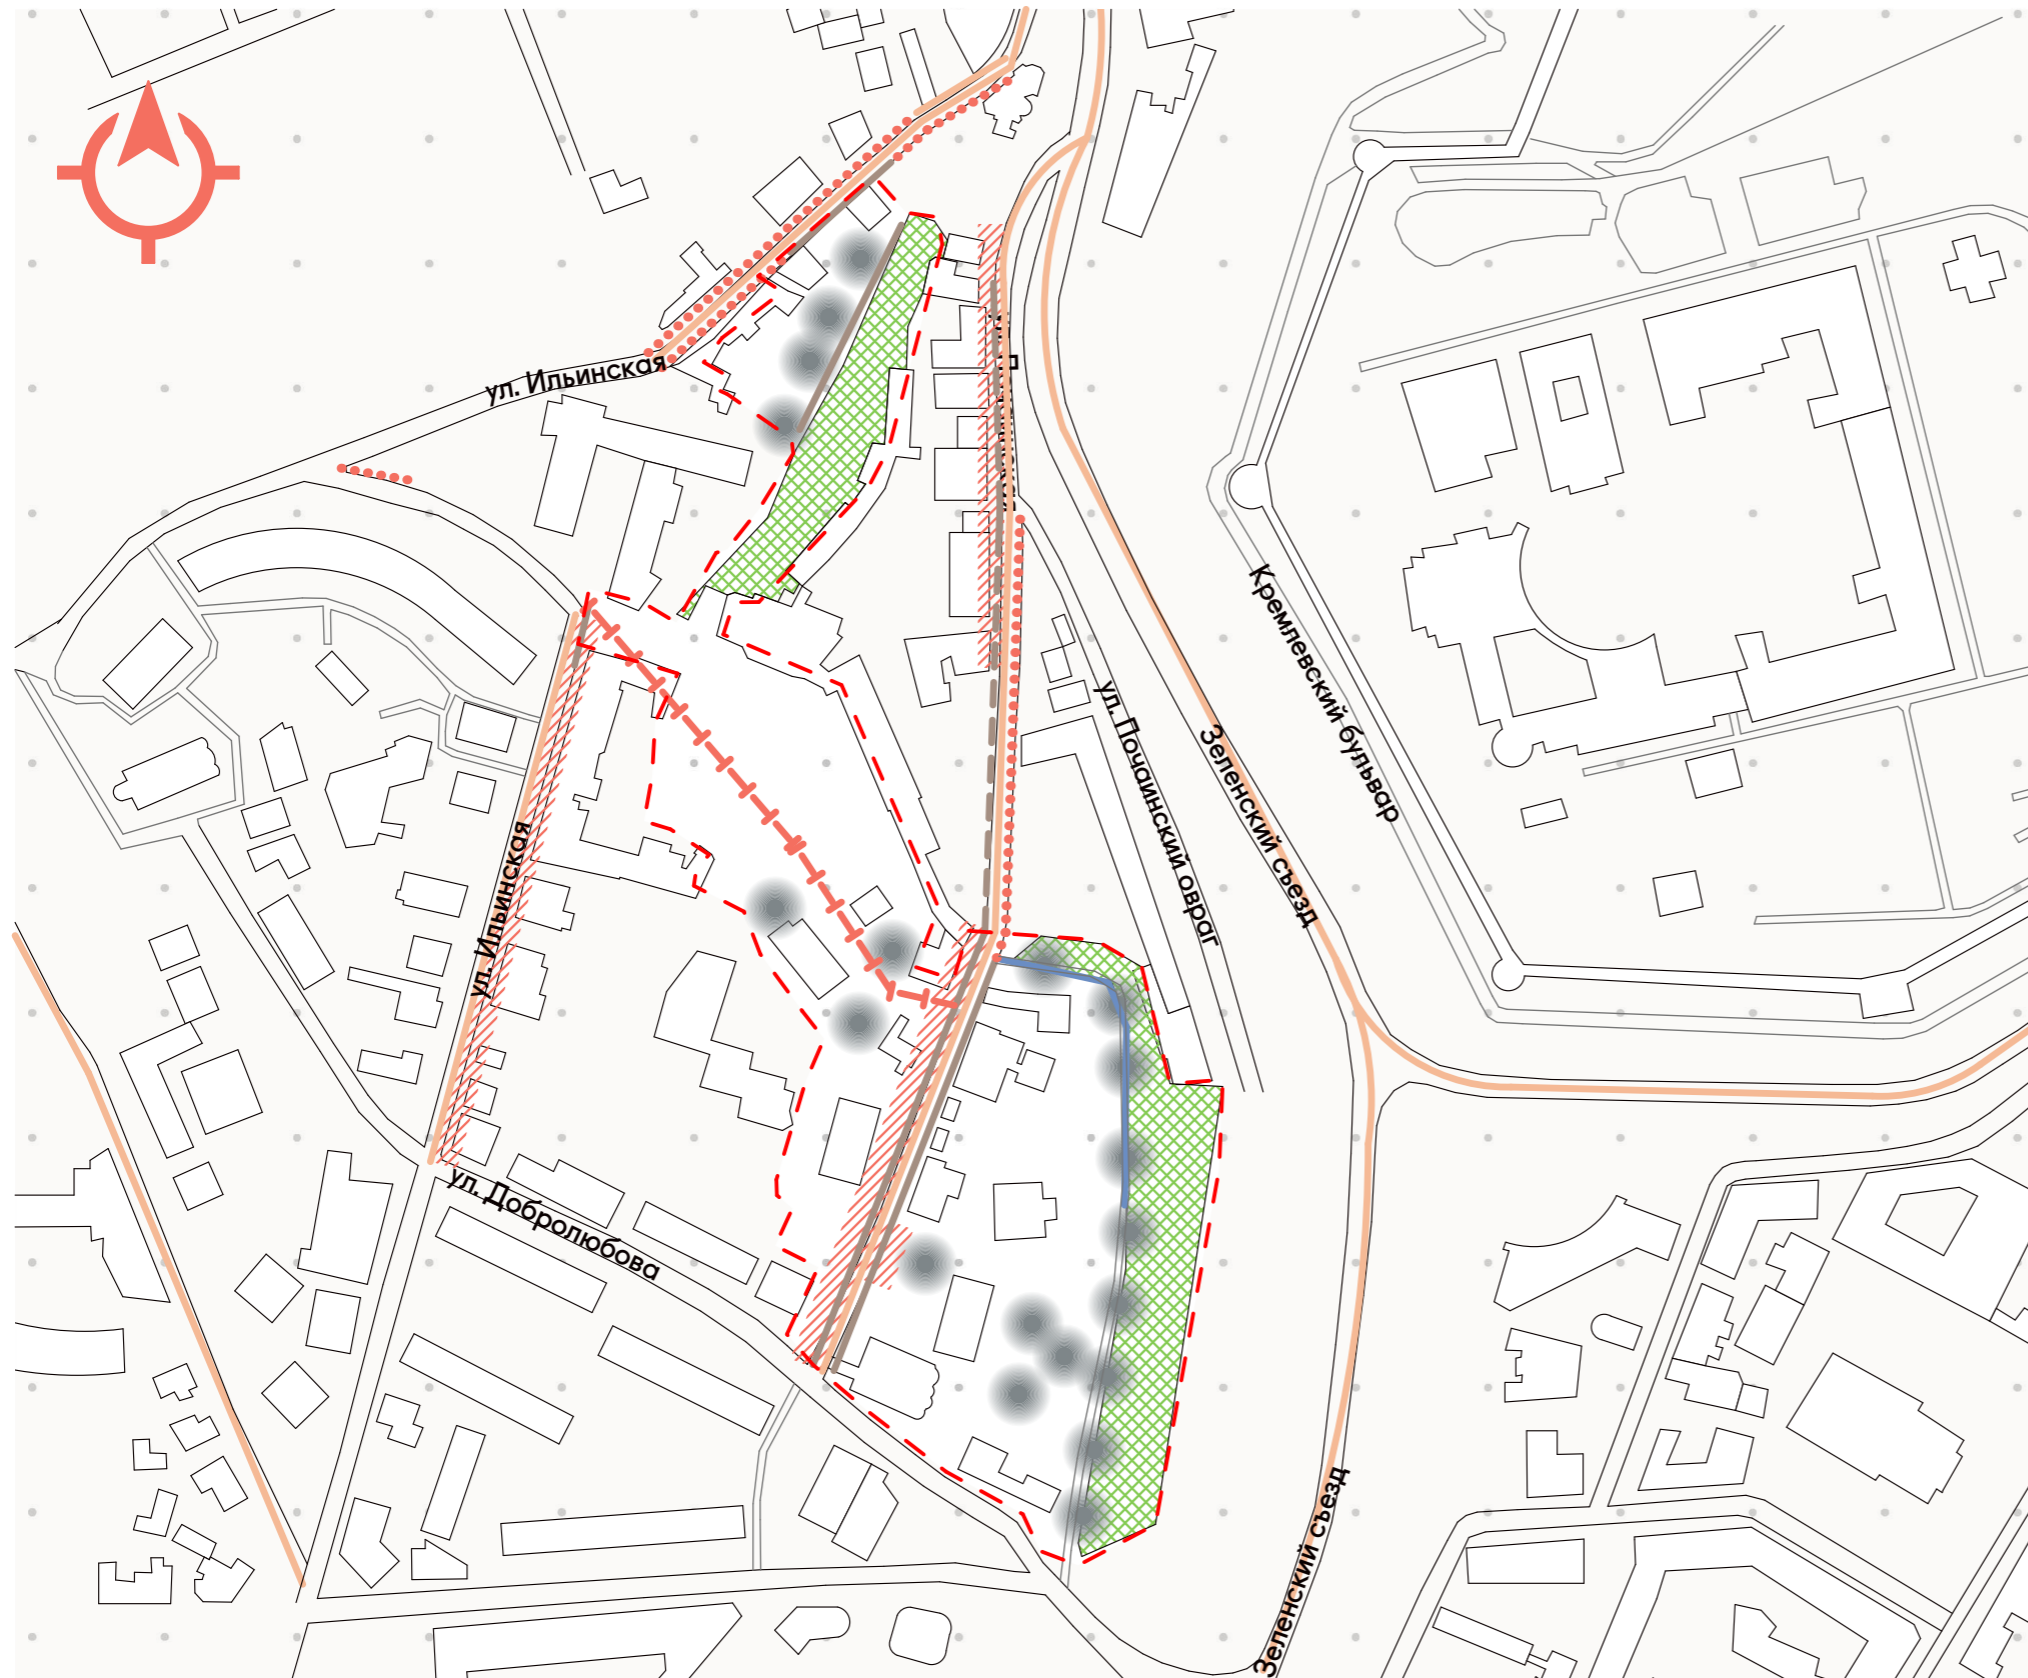 ул. Ильинская
Кремлевский бульвар
ул. Почаинский овраг
Зеленский съезд
ул. Ильинская
ул. Добролюбова
Зеленский съезд